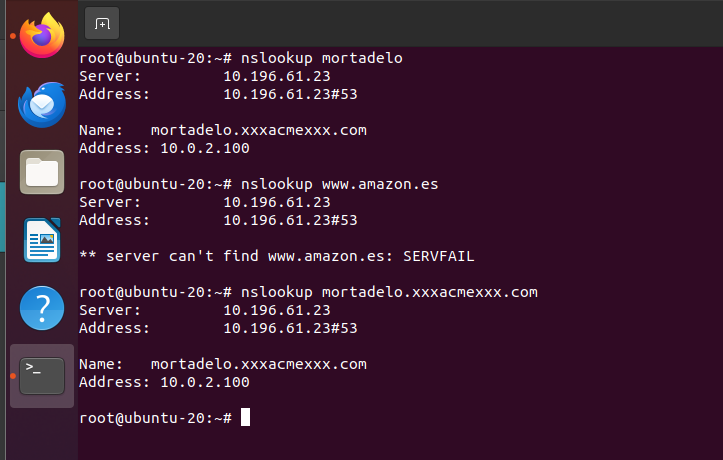 root@ubuntu-20:~# nslookup mortadelo
Server:         10.196.61.23
Address:        10.196.61.23#53

Name:   mortadelo.xxxacmexxx.com
Address: 10.0.2.100

root@ubuntu-20:~# nslookup www.amazon.es
Server:         10.196.61.23
Address:        10.196.61.23#53

** server can't find www.amazon.es: SERVFAIL

root@ubuntu-20:~# nslookup mortadelo.xxxacmexxx.com
Server:         10.196.61.23
Address:        10.196.61.23#53

Name:   mortadelo.xxxacmexxx.com
Address: 10.0.2.100

root@ubuntu-20:~#